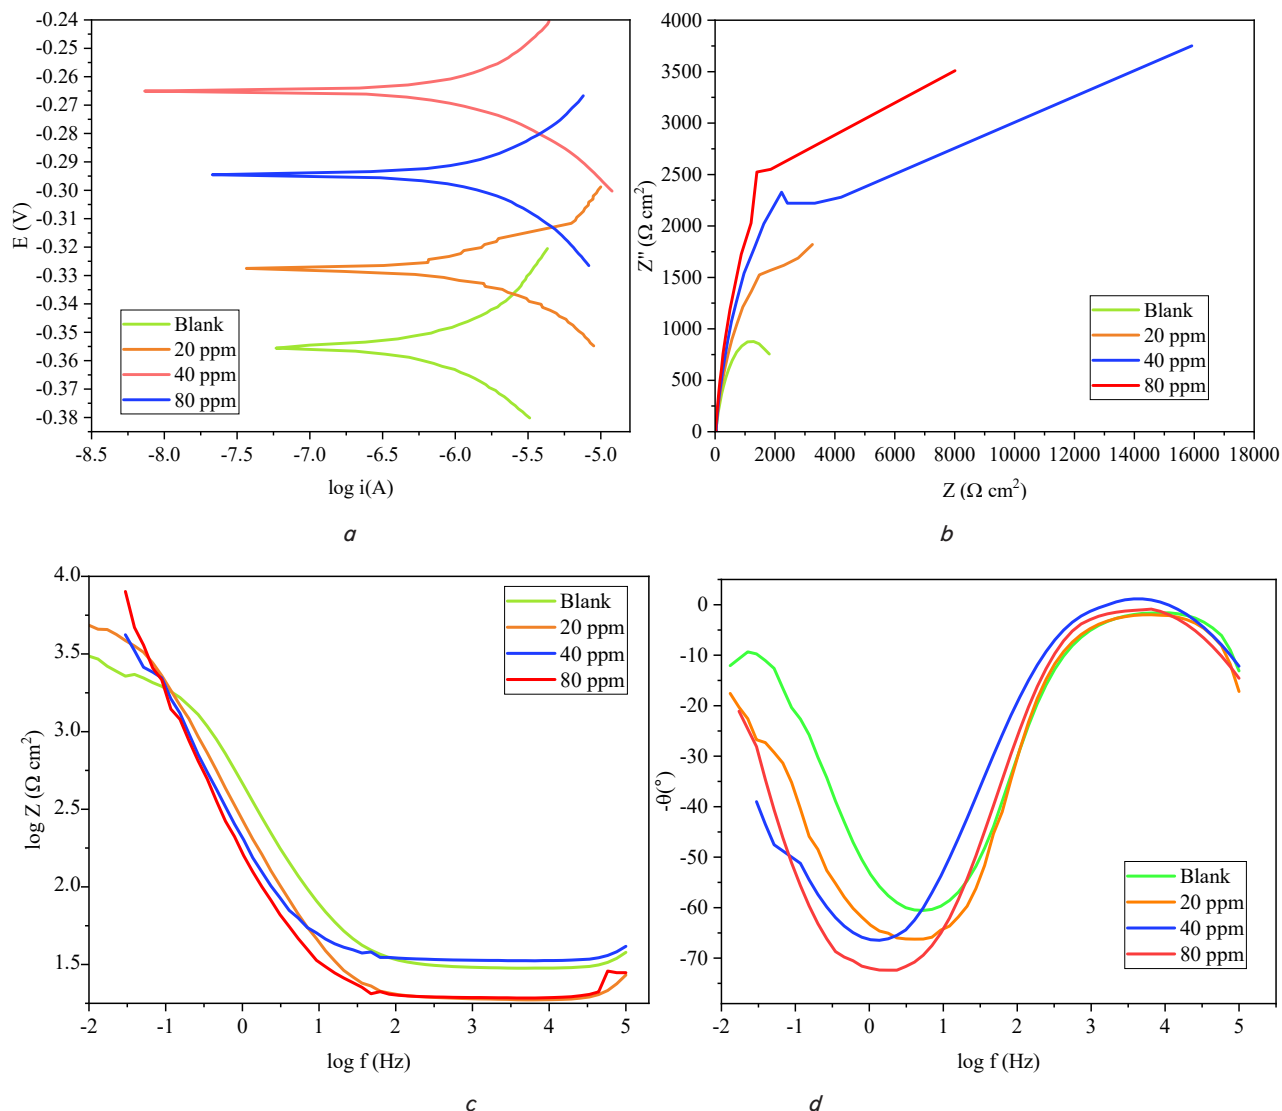 -0.24
-0.25
-0.26
-0.27
-0.28
-0.29
-0.30
-0.31
-0.32
-0.33
-0.34
-0.35
-0.36
-0.37
-0.38
E (V)
Blank
20 ppm
40 ppm
80 ppm
-8.5 -8.0 -7.5 -7.0 -6.5 -6.0 -5.5 -5.0
log i(A)
a
4000
3500
3000
2500
2000
1750
1500
1000
750
500
250
0
Z" (Ω cm²)
Blank
20 ppm
40 ppm
80 ppm
0 2000 4000 6000 8000 10000 12000 14000 16000 18000
Z (Ω cm²)
b
4.0
3.5
3.0
2.5
2.0
1.5
log Z (Ω cm²)
Blank
20 ppm
40 ppm
80 ppm
-2 -1 0 1 2 3 4 5
log f (Hz)
c
0
-10
-20
-30
-40
-50
-60
-70
-θ(°)
Blank
20 ppm
40 ppm
80 ppm
-2 -1 0 1 2 3 4 5
log f (Hz)
d